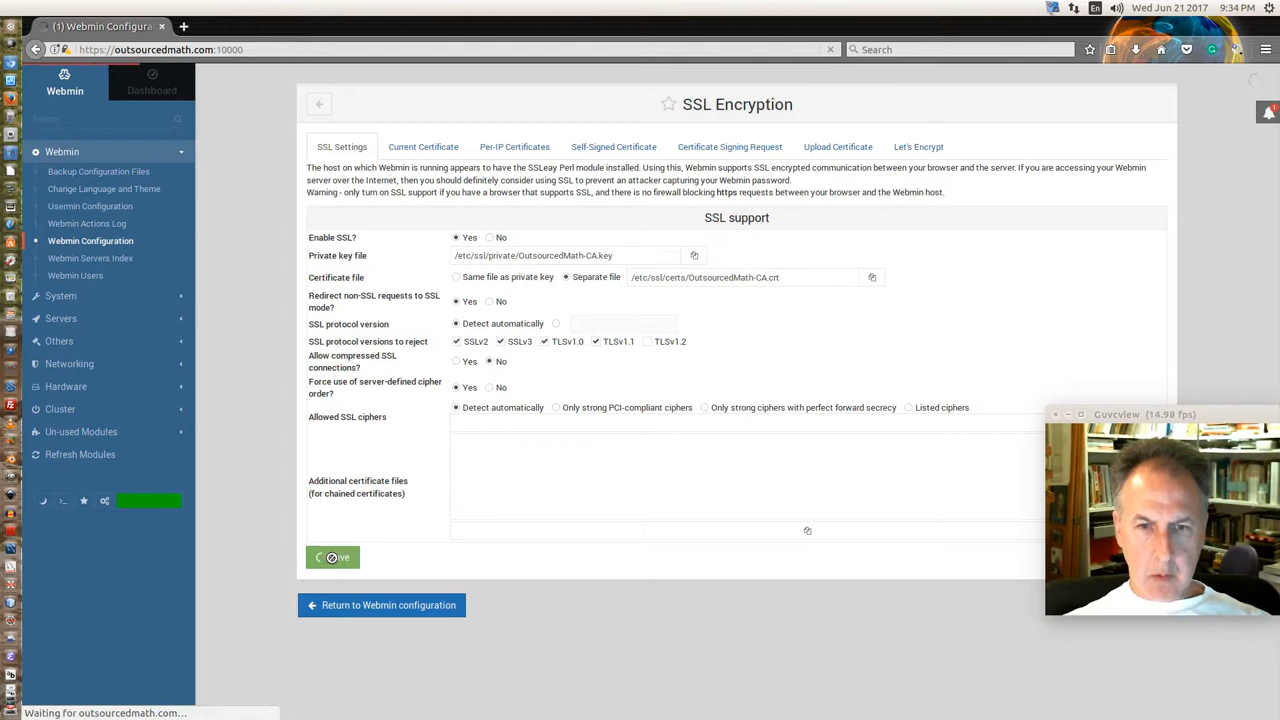 En
Wed Jun 21 2017
9:34 PM
(1) Webmin Configura
https://outsourcedmath.com:10000
Search
Webmin
Dashboard
Search
Webmin
Backup Configuration Files
Change Language and Theme
Usermin Configuration
Webmin Actions Log
Webmin Configuration
Webmin Servers Index
Webmin Users
System
Servers
Others
Networking
Hardware
Cluster
Un-used Modules
Refresh Modules
SSL Encryption
SSL Settings
Current Certificate
Per-IP Certificates
Self-Signed Certificate
Certificate Signing Request
Upload Certificate
Let's Encrypt
The host on which Webmin is running appears to have the SSLeay Perl module installed. Using this, Webmin supports SSL encrypted communication between your browser and the server. If you are accessing your Webmin
server over the Internet, then you should definitely consider using SSL to prevent an attacker capturing your Webmin password.
Warning - only turn on SSL support if you have a browser that supports SSL, and there is no firewall blocking https requests between your browser and the Webmin host.
SSL support
Enable SSL?
Yes
No
Private key file
/etc/ssl/private/OutsourcedMath-CA.key
Certificate file
Same file as private key
Separate file
/etc/ssl/certs/OutsourcedMath-CA.crt
Redirect non-SSL requests to SSL
mode?
Yes
No
SSL protocol version
Detect automatically
SSL protocol versions to reject
SSLv2
SSLv3
TLSv1.0
TLSv1.1
TLSv1.2
Allow compressed SSL
connections?
Yes
No
Force use of server-defined cipher
order?
Yes
No
Allowed SSL ciphers
Detect automatically
Only strong PCI-compliant ciphers
Only strong ciphers with perfect forward secrecy
Listed ciphers
Additional certificate files
(for chained certificates)
Return to Webmin configuration
Guvcview (14.98 fps)
Waiting for outsourcedmath.com...